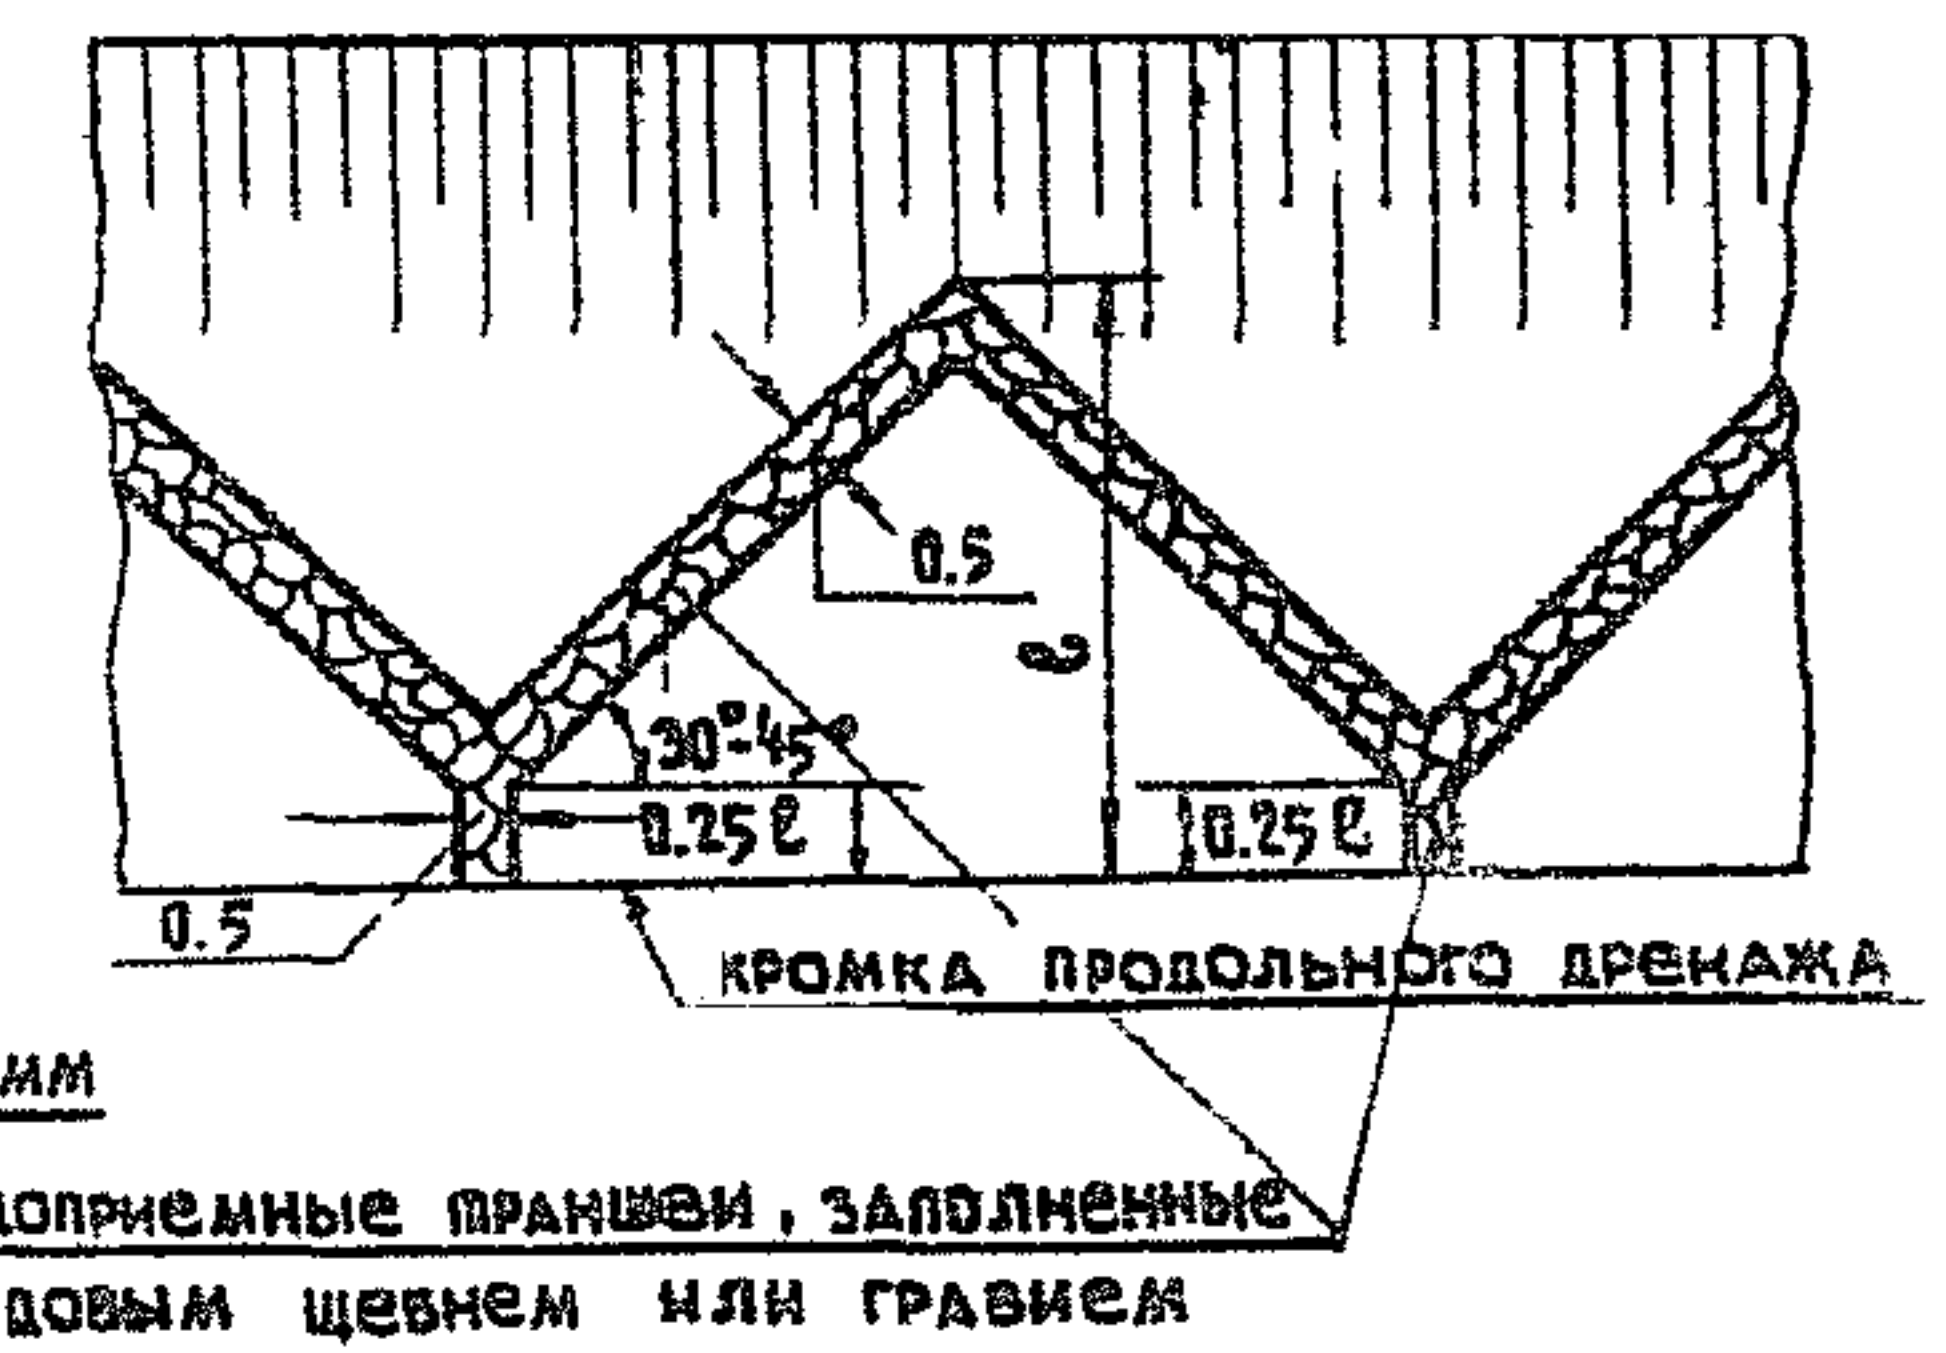 0.5
ℓ
30°-45°
0.25 ℓ
0.25 ℓ
0.5
КРОМКА ПРОДОЛЬНОГО ДРЕНАЖА
мм
доприемные траншеи, заполненные
довым щебнем или гравием